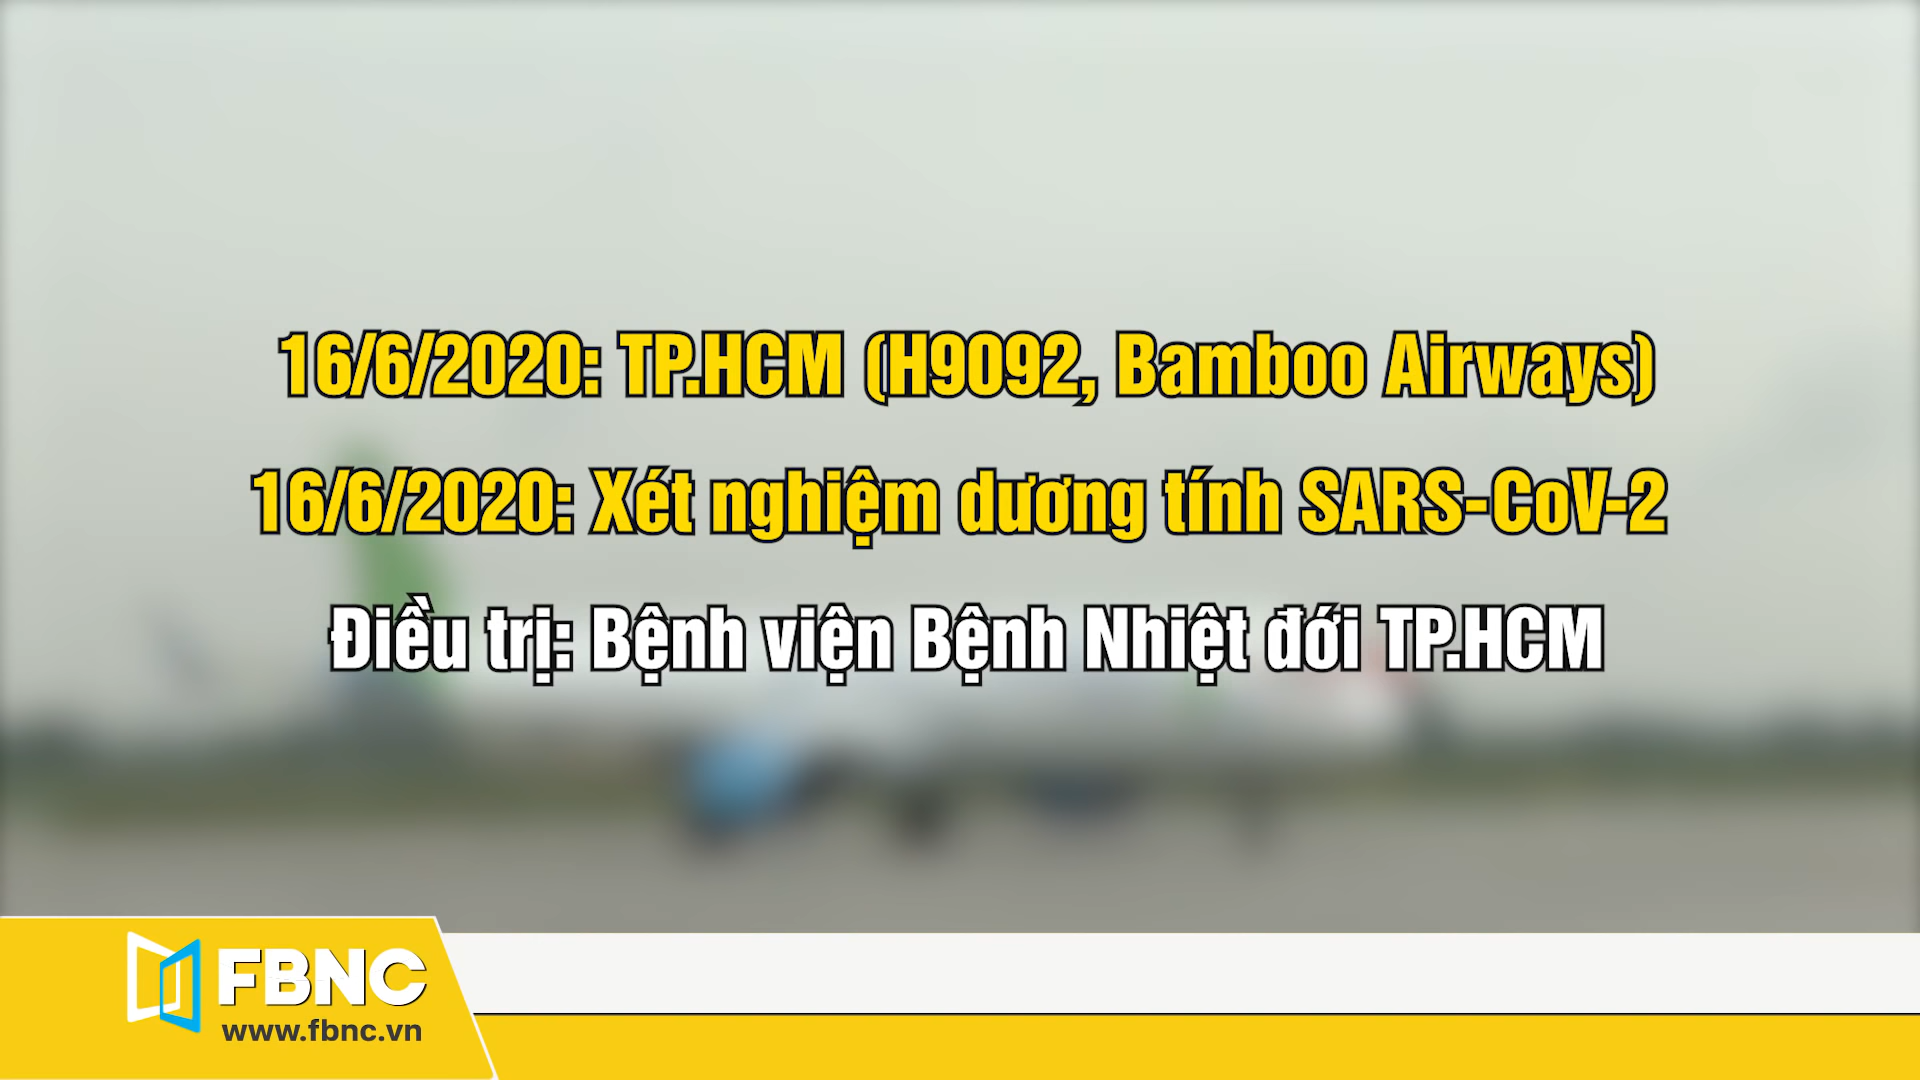 16/6/2020: TP.HCM (H9092, Bamboo Airways)
16/6/2020: Xét nghiệm dương tính SARS-CoV-2
Điều trị: Bệnh viện Bệnh Nhiệt đới TP.HCM
FBNC
www.fbnc.vn